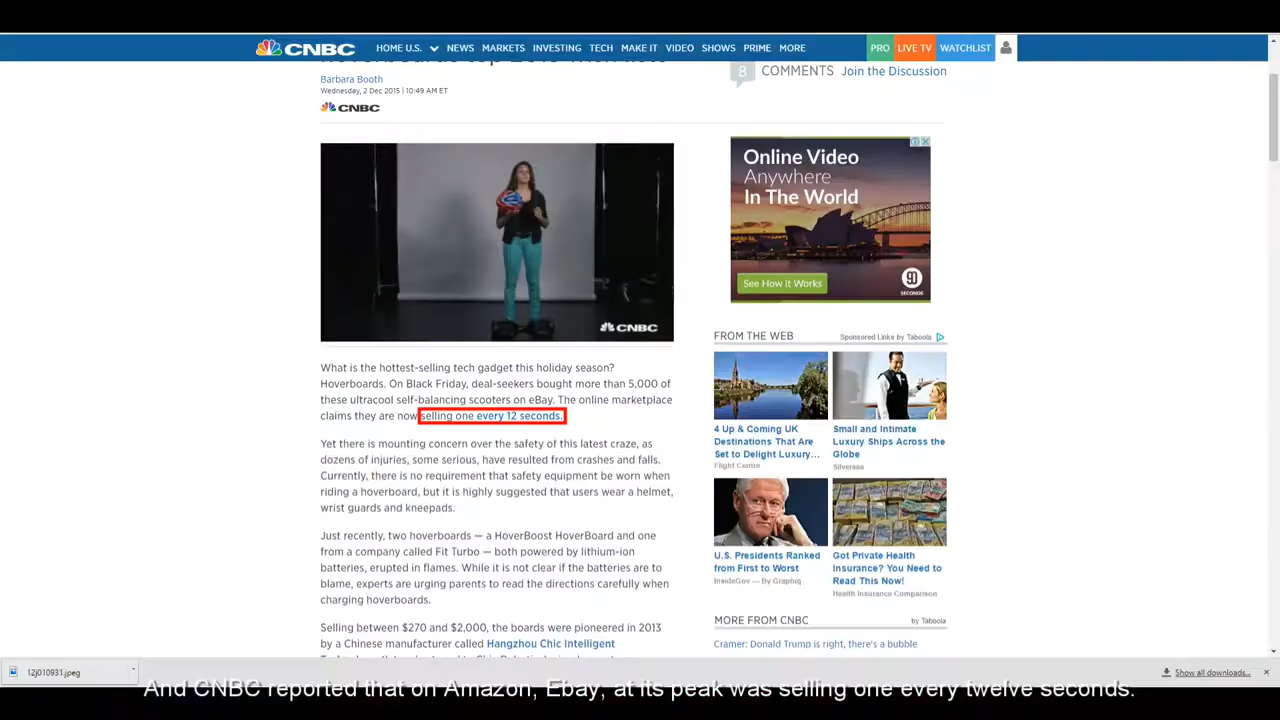 CNBC HOME U.S. NEWS MARKETS INVESTING TECH MAKE IT VIDEO SHOWS PRIME MORE PRO LIVE TV WATCHLIST
Barbara Booth
Wednesday, 2 Dec 2015 | 10:49 AM ET
CNBC
8 COMMENTS Join the Discussion
CNBC
What is the hottest-selling tech gadget this holiday season?
Hoverboards. On Black Friday, deal-seekers bought more than 5,000 of
these ultracool self-balancing scooters on eBay. The online marketplace
claims they are now selling one every 12 seconds.
Yet there is mounting concern over the safety of this latest craze, as
dozens of injuries, some serious, have resulted from crashes and falls.
Currently, there is no requirement that safety equipment be worn when
riding a hoverboard, but it is highly suggested that users wear a helmet,
wrist guards and kneepads.
Just recently, two hoverboards — a HoverBoost HoverBoard and one
from a company called Fit Turbo — both powered by lithium-ion
batteries, erupted in flames. While it is not clear if the batteries are to
blame, experts are urging parents to read the directions carefully when
charging hoverboards.
Selling between $270 and $2,000, the boards were pioneered in 2013
by a Chinese manufacturer called Hangzhou Chic Intelligent
Online Video
Anywhere
In The World
See How It Works
91
SECONDS
FROM THE WEB
Sponsored Links by Taboola
4 Up & Coming UK
Destinations That Are
Set to Delight Luxury...
Flight Centre
Small and Intimate
Luxury Ships Across the
Globe
Silversea
U.S. Presidents Ranked
from First to Worst
InsideGov — By Graphiq
Got Private Health
Insurance? You Need to
Read This Now!
Health Insurance Comparison
MORE FROM CNBC
by Taboola
Cramer: Donald Trump is right, there's a bubble
12j010931.jpeg
Show all downloads...
And CNBC reported that on Amazon, Ebay, at its peak was selling one every twelve seconds.